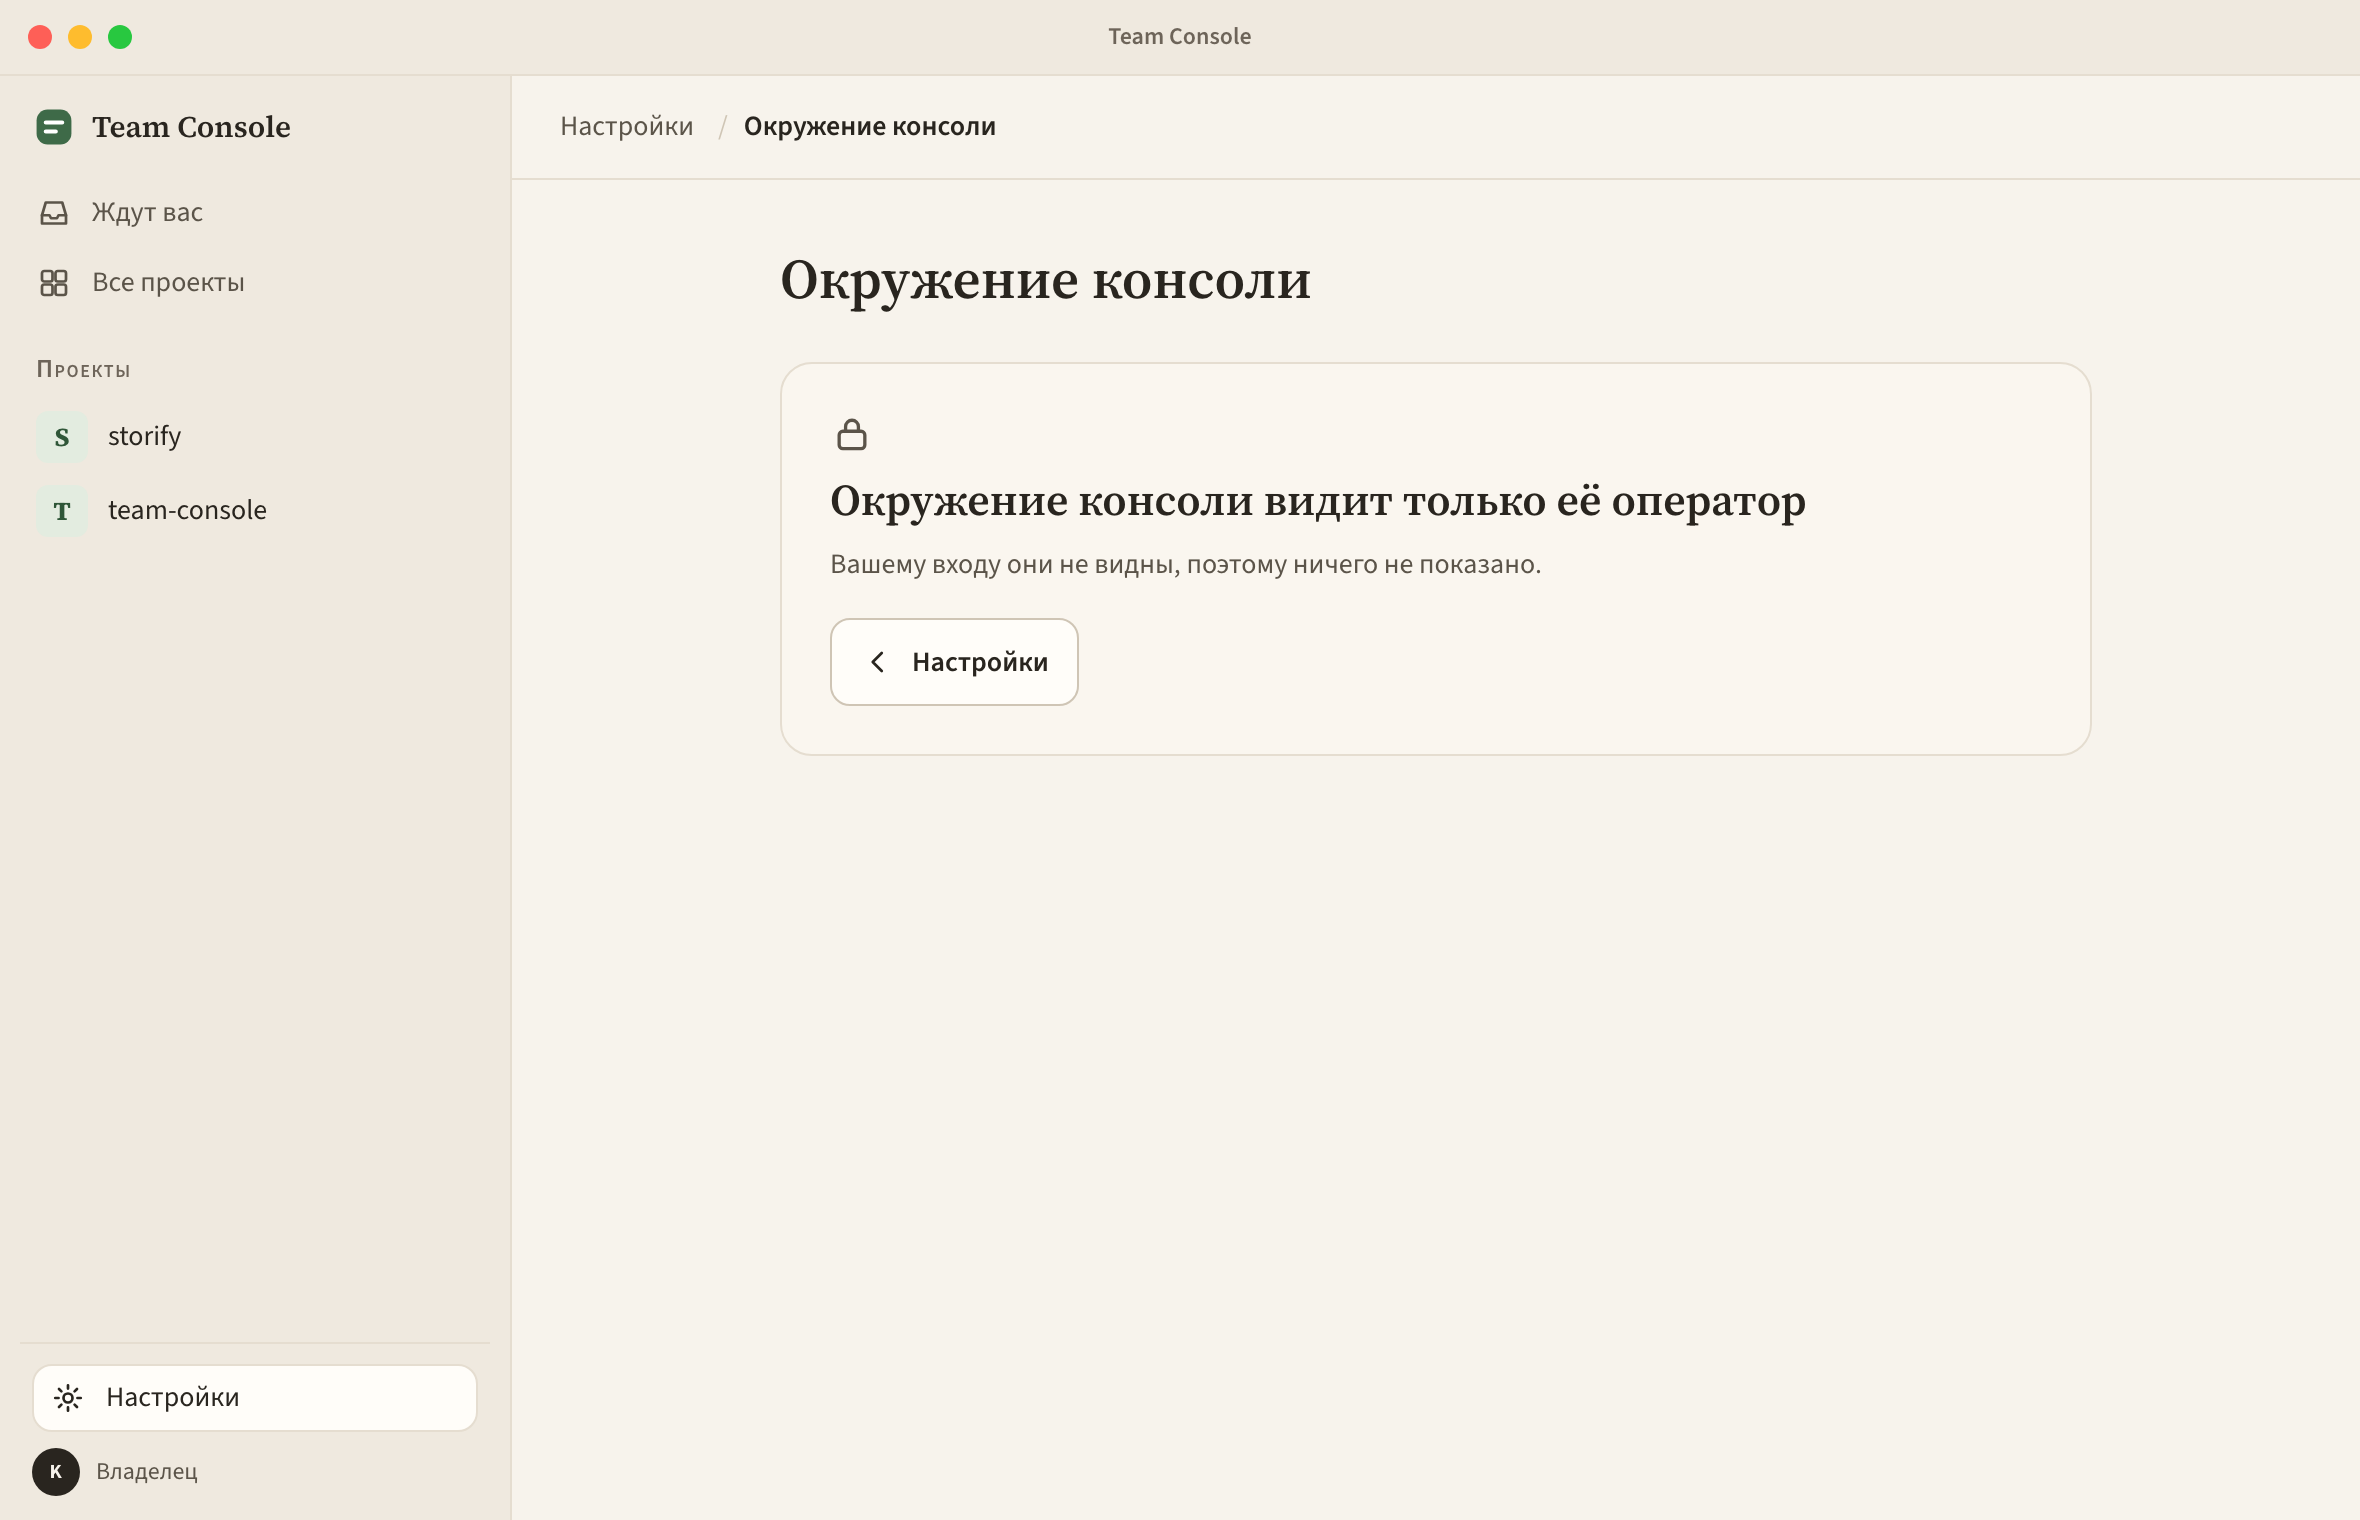 Team Console
Team Console
Ждут вас
Все проекты
Проекты
S storify
T team-console
Настройки
K Владелец
Настройки / Окружение консоли
Окружение консоли
Окружение консоли видит только её оператор
Вашему входу они не видны, поэтому ничего не показано.
Настройки